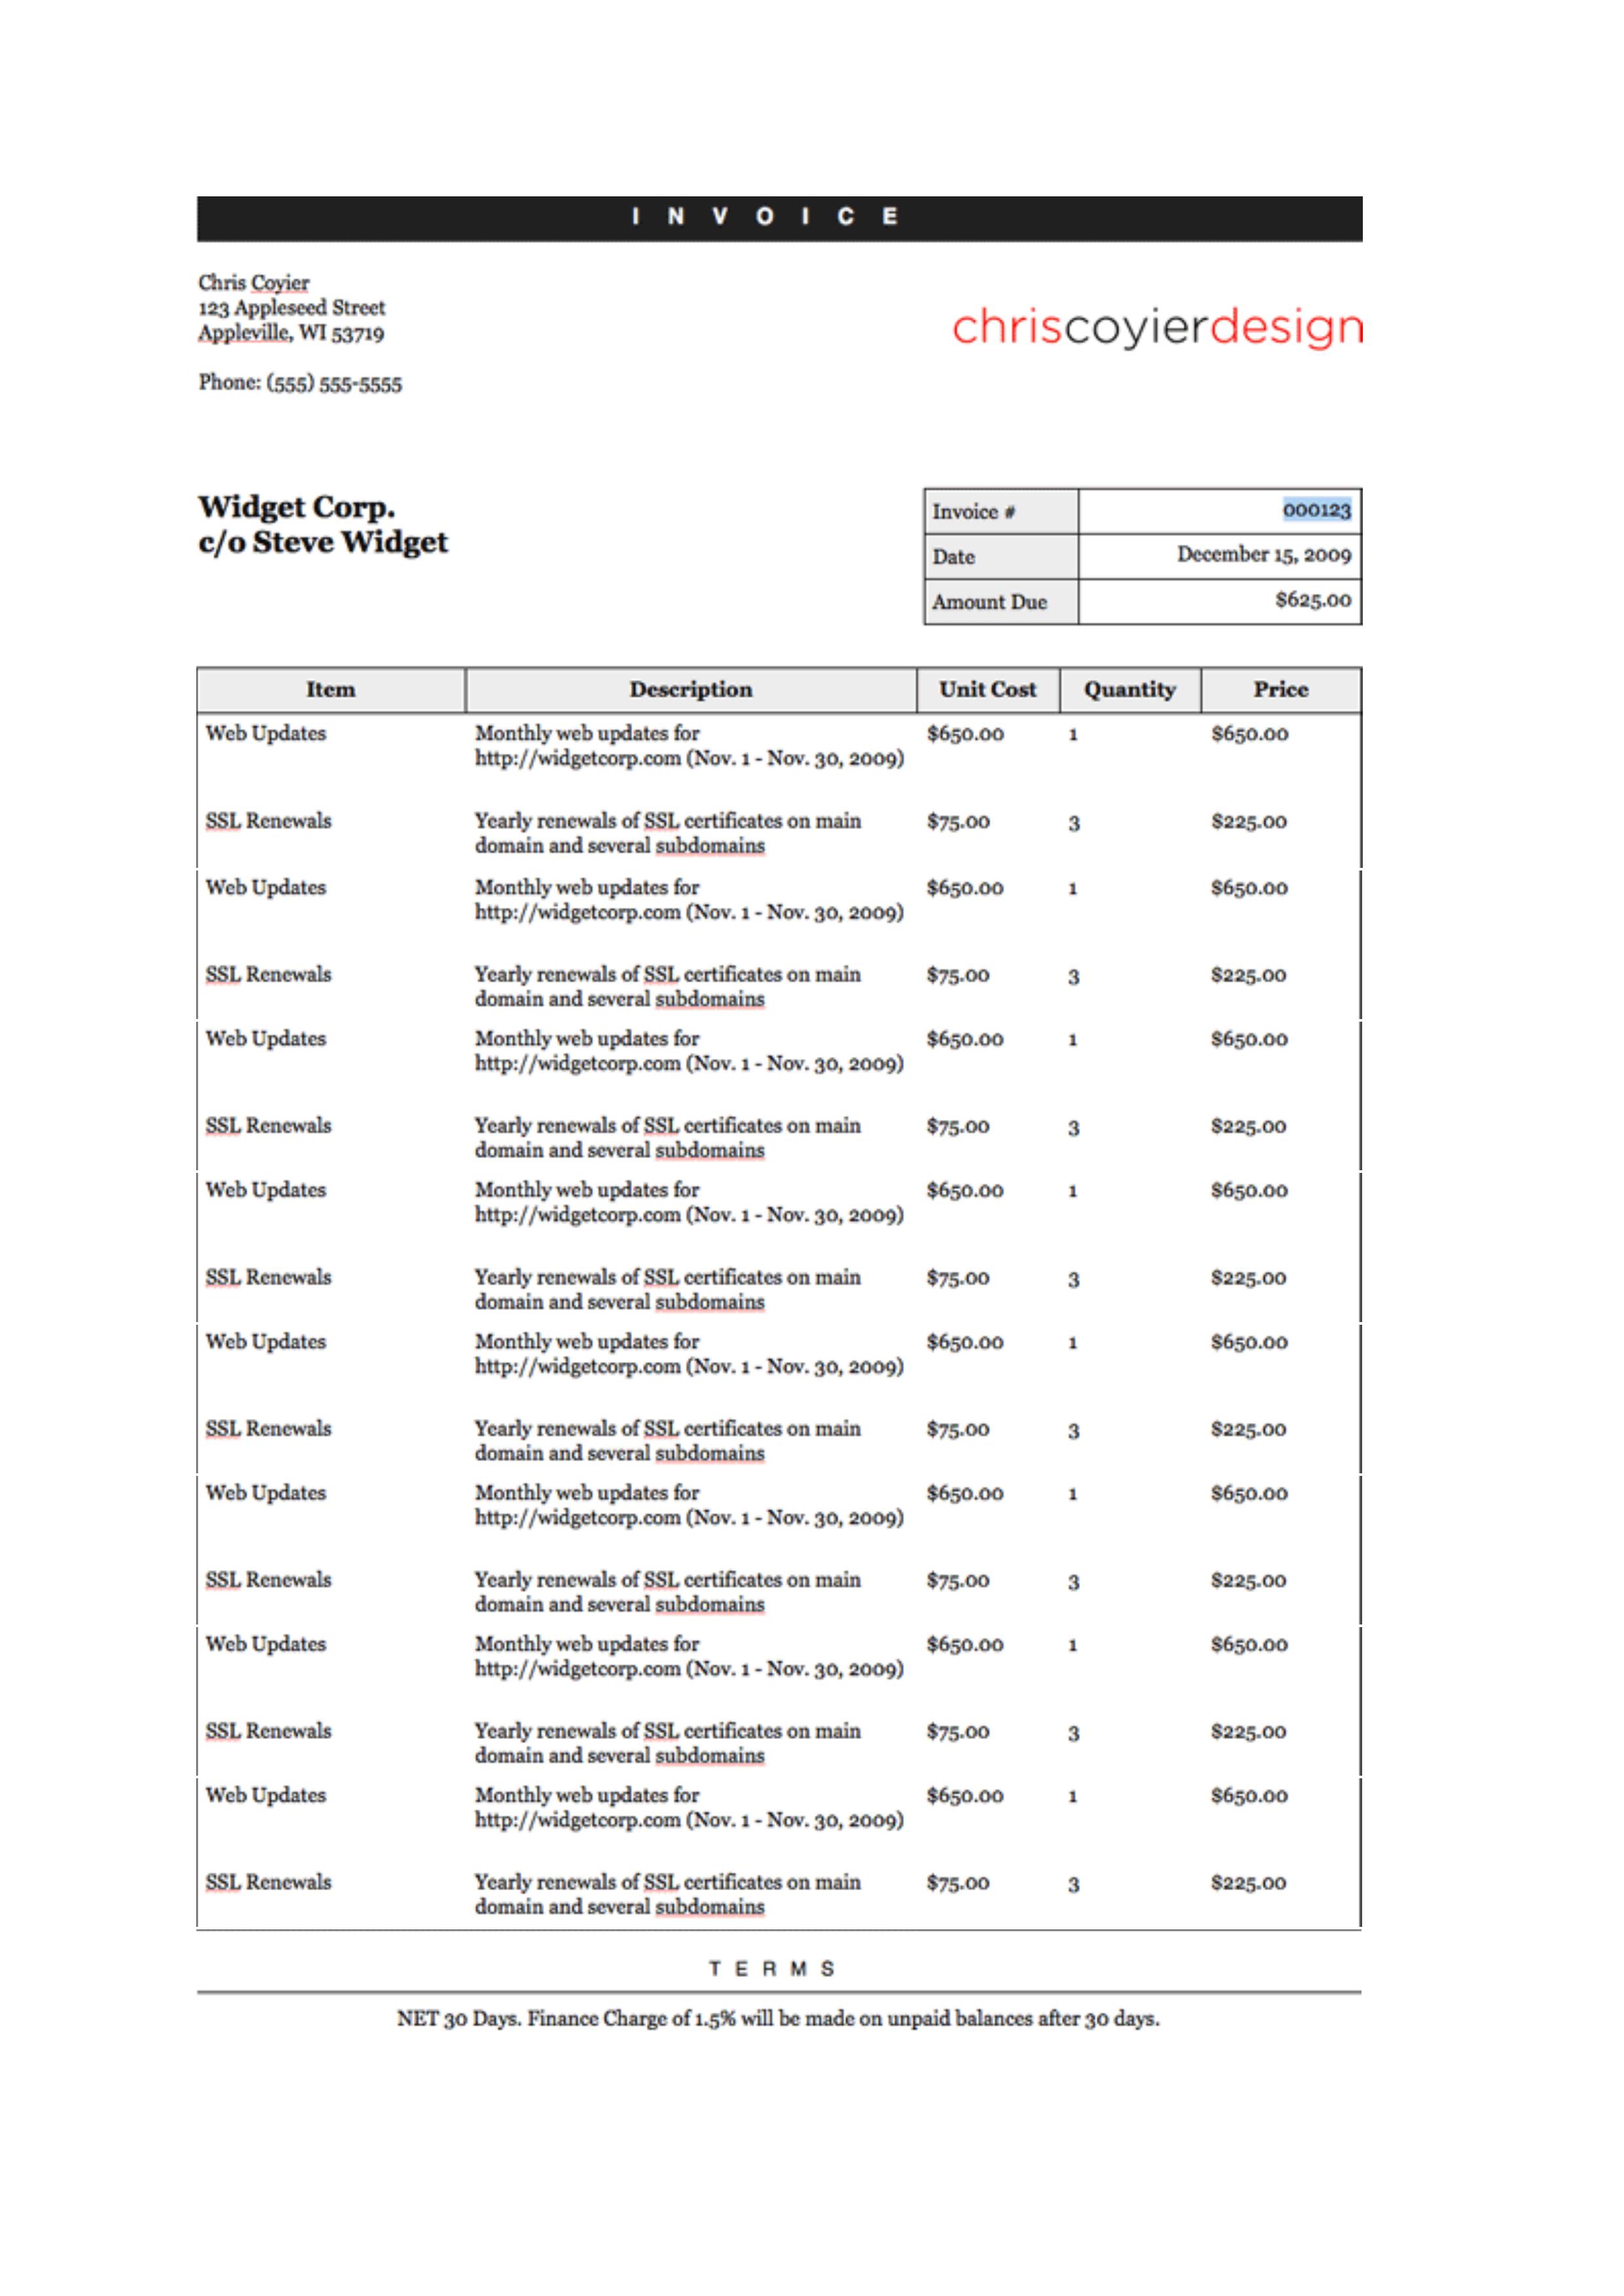 INVOICE
Chris Coyier
123 Appleseed Street
Appleville, WI 53719
Phone: (555) 555-5555
chriscoyierdesign
Widget Corp.
c/o Steve Widget
Invoice # 000123
Date December 15, 2009
Amount Due $625.00
Item Description Unit Cost Quantity Price
Web Updates Monthly web updates for $650.00 1 $650.00
http://widgetcorp.com (Nov. 1 - Nov. 30, 2009)
SSL Renewals Yearly renewals of SSL certificates on main $75.00 3 $225.00
domain and several subdomains
Web Updates Monthly web updates for $650.00 1 $650.00
http://widgetcorp.com (Nov. 1 - Nov. 30, 2009)
SSL Renewals Yearly renewals of SSL certificates on main $75.00 3 $225.00
domain and several subdomains
Web Updates Monthly web updates for $650.00 1 $650.00
http://widgetcorp.com (Nov. 1 - Nov. 30, 2009)
SSL Renewals Yearly renewals of SSL certificates on main $75.00 3 $225.00
domain and several subdomains
Web Updates Monthly web updates for $650.00 1 $650.00
http://widgetcorp.com (Nov. 1 - Nov. 30, 2009)
SSL Renewals Yearly renewals of SSL certificates on main $75.00 3 $225.00
domain and several subdomains
Web Updates Monthly web updates for $650.00 1 $650.00
http://widgetcorp.com (Nov. 1 - Nov. 30, 2009)
SSL Renewals Yearly renewals of SSL certificates on main $75.00 3 $225.00
domain and several subdomains
Web Updates Monthly web updates for $650.00 1 $650.00
http://widgetcorp.com (Nov. 1 - Nov. 30, 2009)
SSL Renewals Yearly renewals of SSL certificates on main $75.00 3 $225.00
domain and several subdomains
Web Updates Monthly web updates for $650.00 1 $650.00
http://widgetcorp.com (Nov. 1 - Nov. 30, 2009)
SSL Renewals Yearly renewals of SSL certificates on main $75.00 3 $225.00
domain and several subdomains
Web Updates Monthly web updates for $650.00 1 $650.00
http://widgetcorp.com (Nov. 1 - Nov. 30, 2009)
SSL Renewals Yearly renewals of SSL certificates on main $75.00 3 $225.00
domain and several subdomains
TERMS
NET 30 Days. Finance Charge of 1.5% will be made on unpaid balances after 30 days.